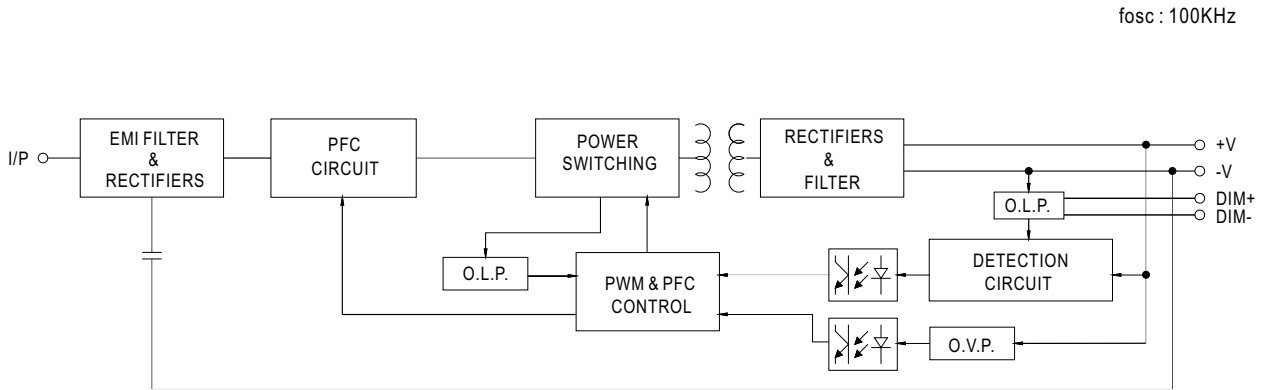 fosc : 100KHz
I/P
EMI FILTER
&
RECTIFIERS
PFC
CIRCUIT
POWER
SWITCHING
RECTIFIERS
&
FILTER
+V
-V
DIM+
DIM-
O.L.P.
O.L.P.
PWM & PFC
CONTROL
DETECTION
CIRCUIT
O.V.P.